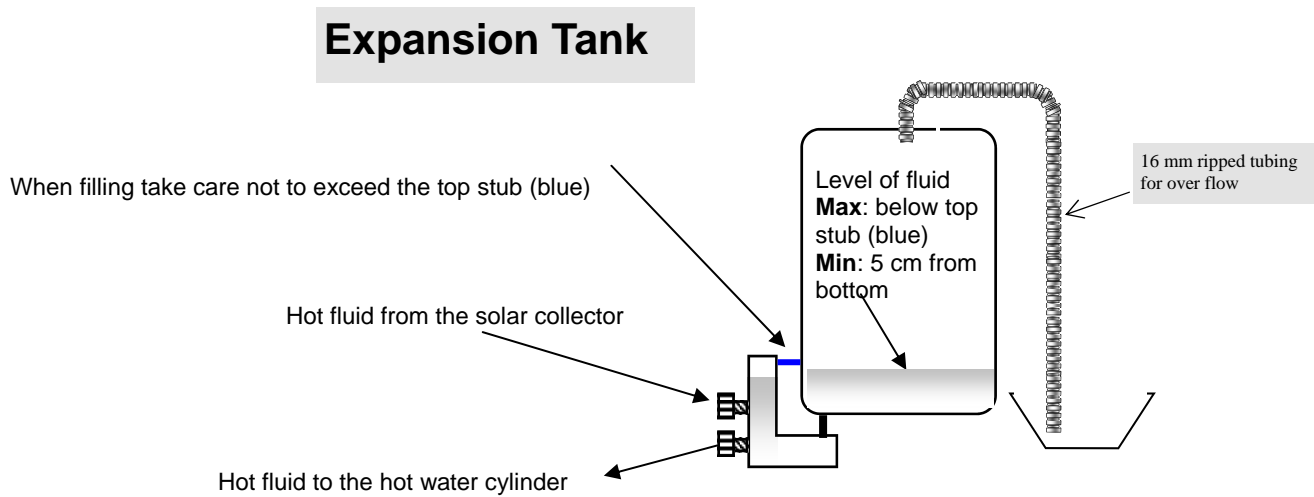 Expansion Tank
When filling take care not to exceed the top stub (blue)
Level of fluid
Max: below top
stub (blue)
Min: 5 cm from
bottom
16 mm ripped tubing
for over flow
Hot fluid from the solar collector
Hot fluid to the hot water cylinder